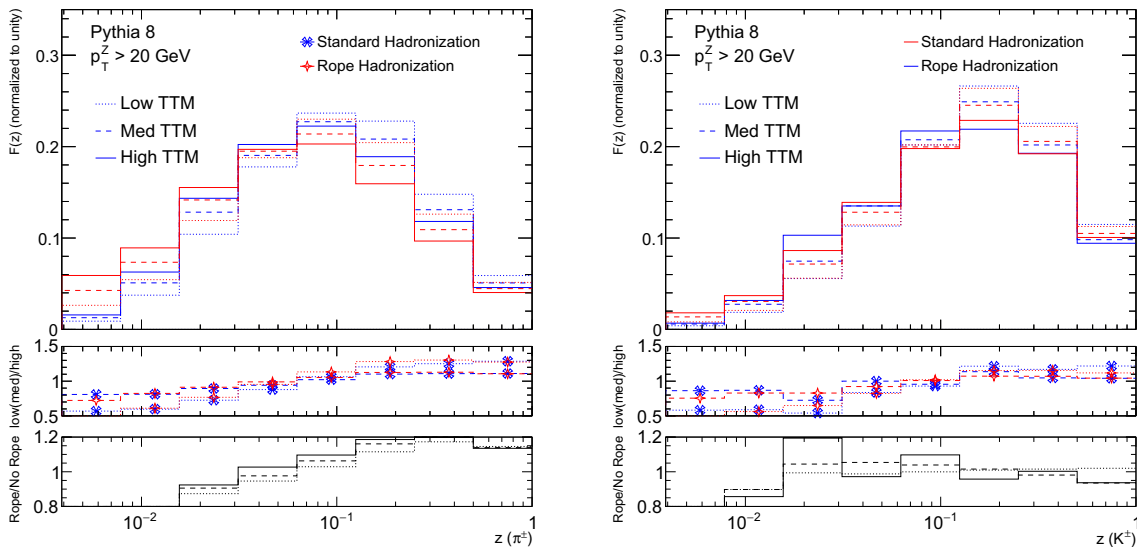 Pythia 8
p_T^Z > 20 GeV
Standard Hadronization
Rope Hadronization
Low TTM
Med TTM
High TTM
F(z) (normalized to unity)
0.3
0.2
0.1
0
low(med)/high
1.5
1.0
0.5
Rope/No Rope
1.2
1
0.8
10^−2
10^−1
1
z (π^±)
Pythia 8
p_T^Z > 20 GeV
Standard Hadronization
Rope Hadronization
Low TTM
Med TTM
High TTM
F(z) (normalized to unity)
0.3
0.2
0.1
0
low(med)/high
1.5
1.0
0.5
Rope/No Rope
1.2
1
0.8
10^−2
10^−1
1
z (K^±)